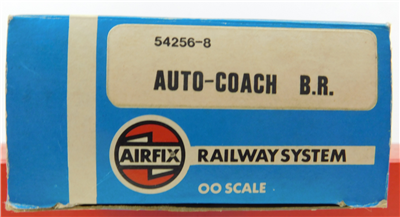 54256-8
AUTO-COACH B.R.
AIRFIX RAILWAY SYSTEM
OO SCALE